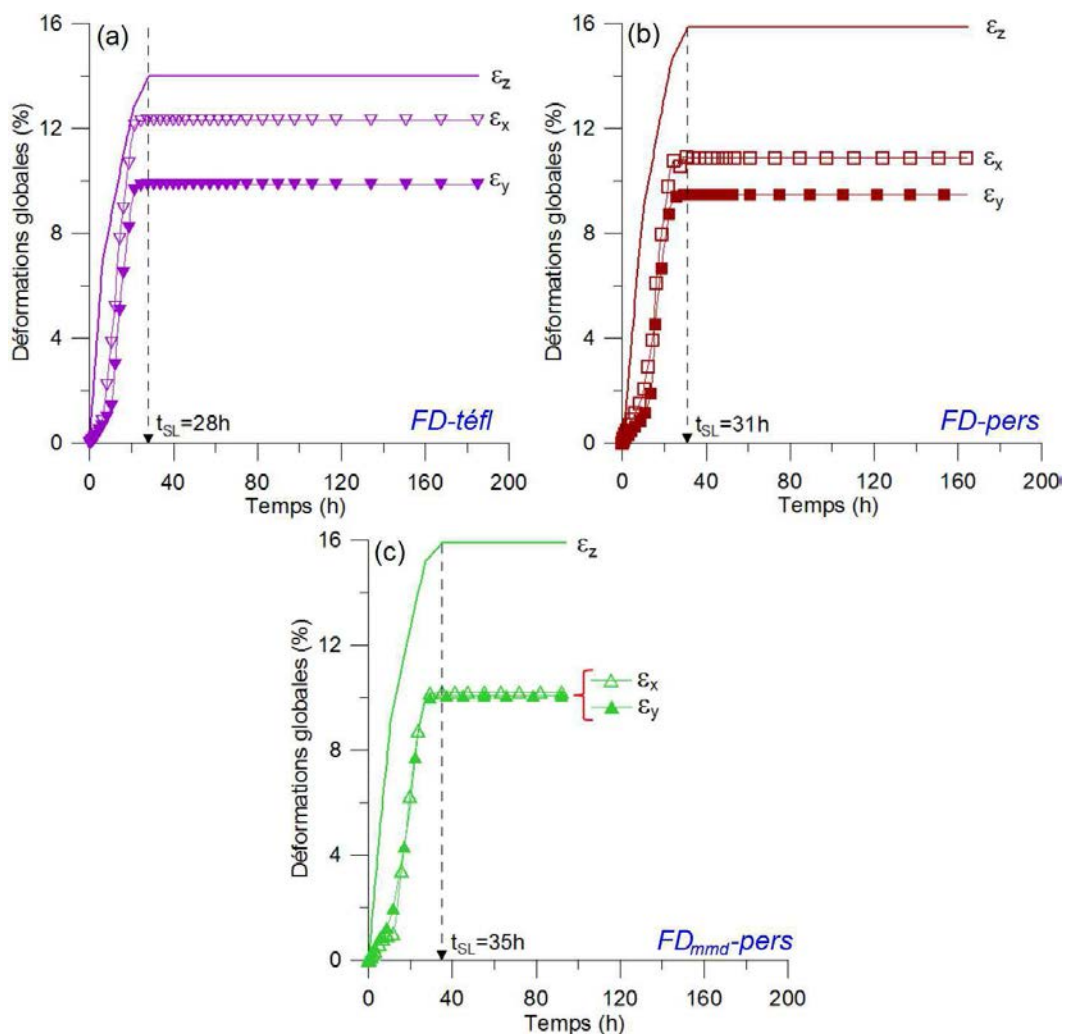 (a)
16
12
8
4
0
Déformations globales (%)
εz
εx
εy
tSL=28h
FD-téfl
0 40 80 120 160 200
Temps (h)
(b)
16
12
8
4
0
Déformations globales (%)
εz
εx
εy
tSL=31h
FD-pers
0 40 80 120 160 200
Temps (h)
(c)
16
12
8
4
0
Déformations globales (%)
εz
εx
εy
tSL=35h
FDmmd-pers
0 40 80 120 160 200
Temps (h)